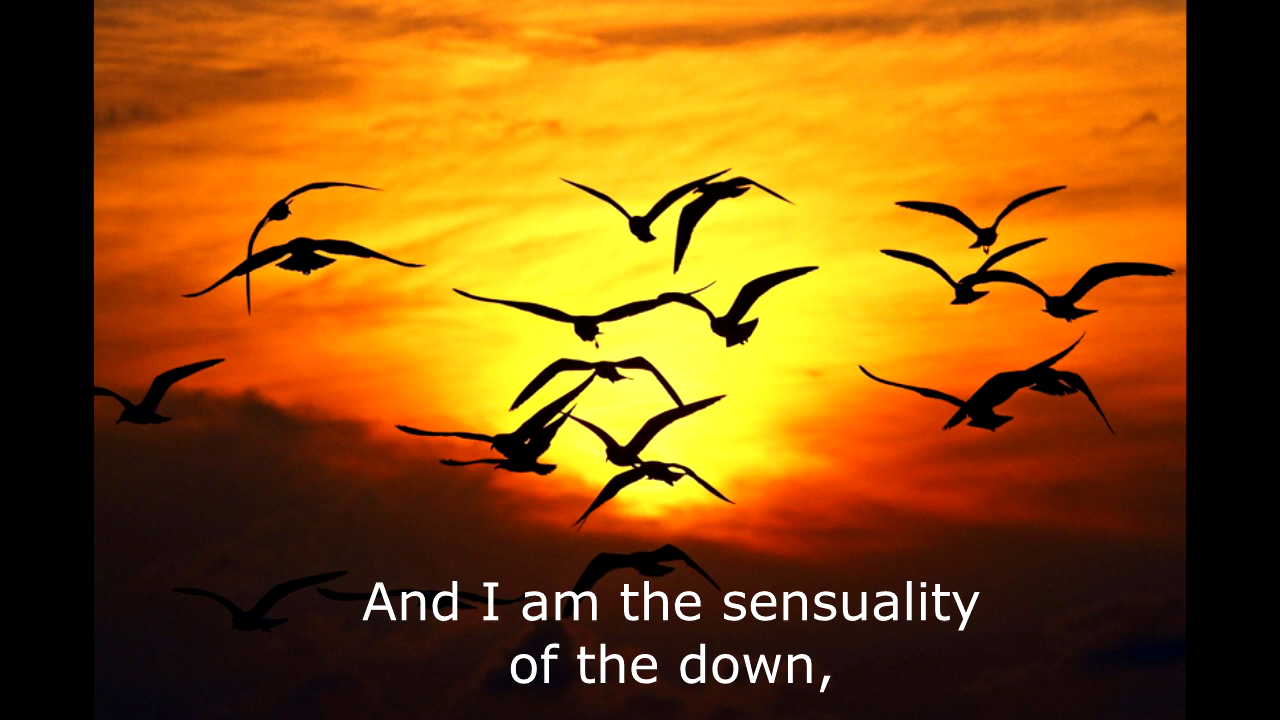 And I am the sensuality
of the down,